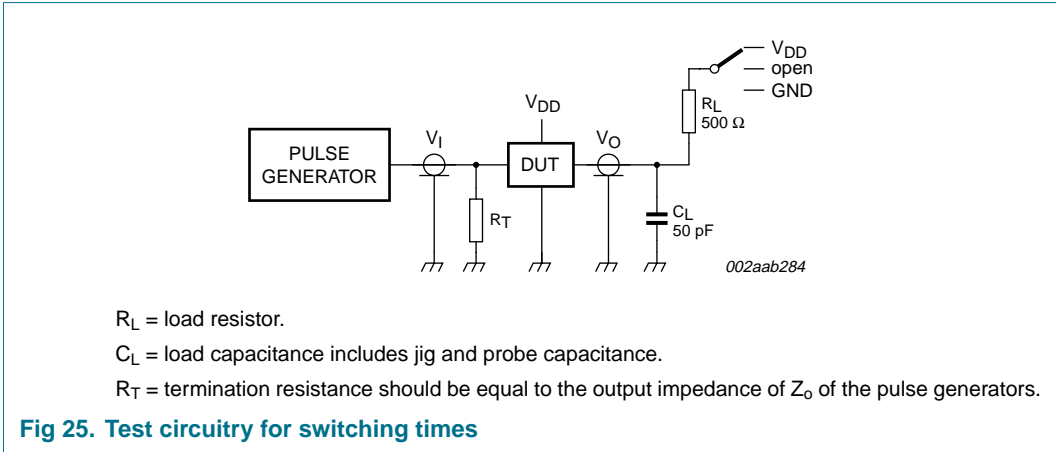 VDD
open
GND
RL
500 Ω
VDD
VI
VO
PULSE
GENERATOR
DUT
RT
CL
50 pF
002aab284
RL = load resistor.
CL = load capacitance includes jig and probe capacitance.
RT = termination resistance should be equal to the output impedance of Zo of the pulse generators.
Fig 25. Test circuitry for switching times